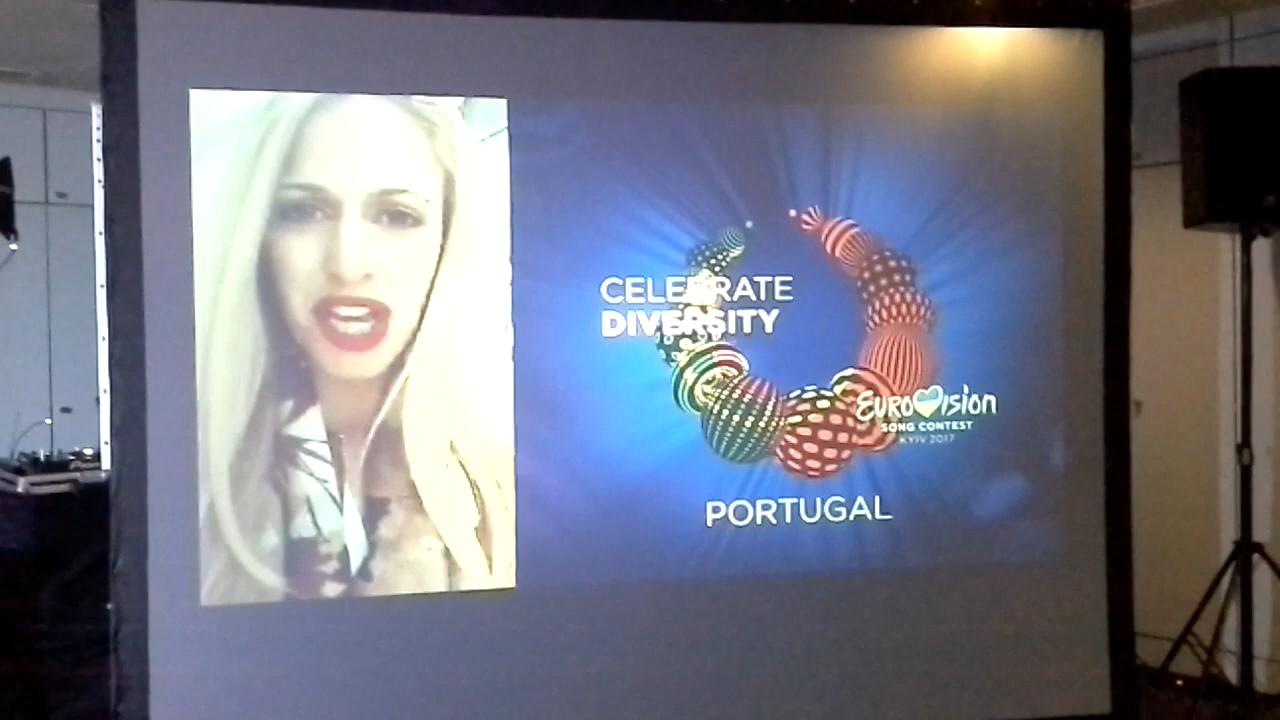 CELEBRATE
DIVERSITY
EUROVISION
SONG CONTEST
KYIV 2017
PORTUGAL